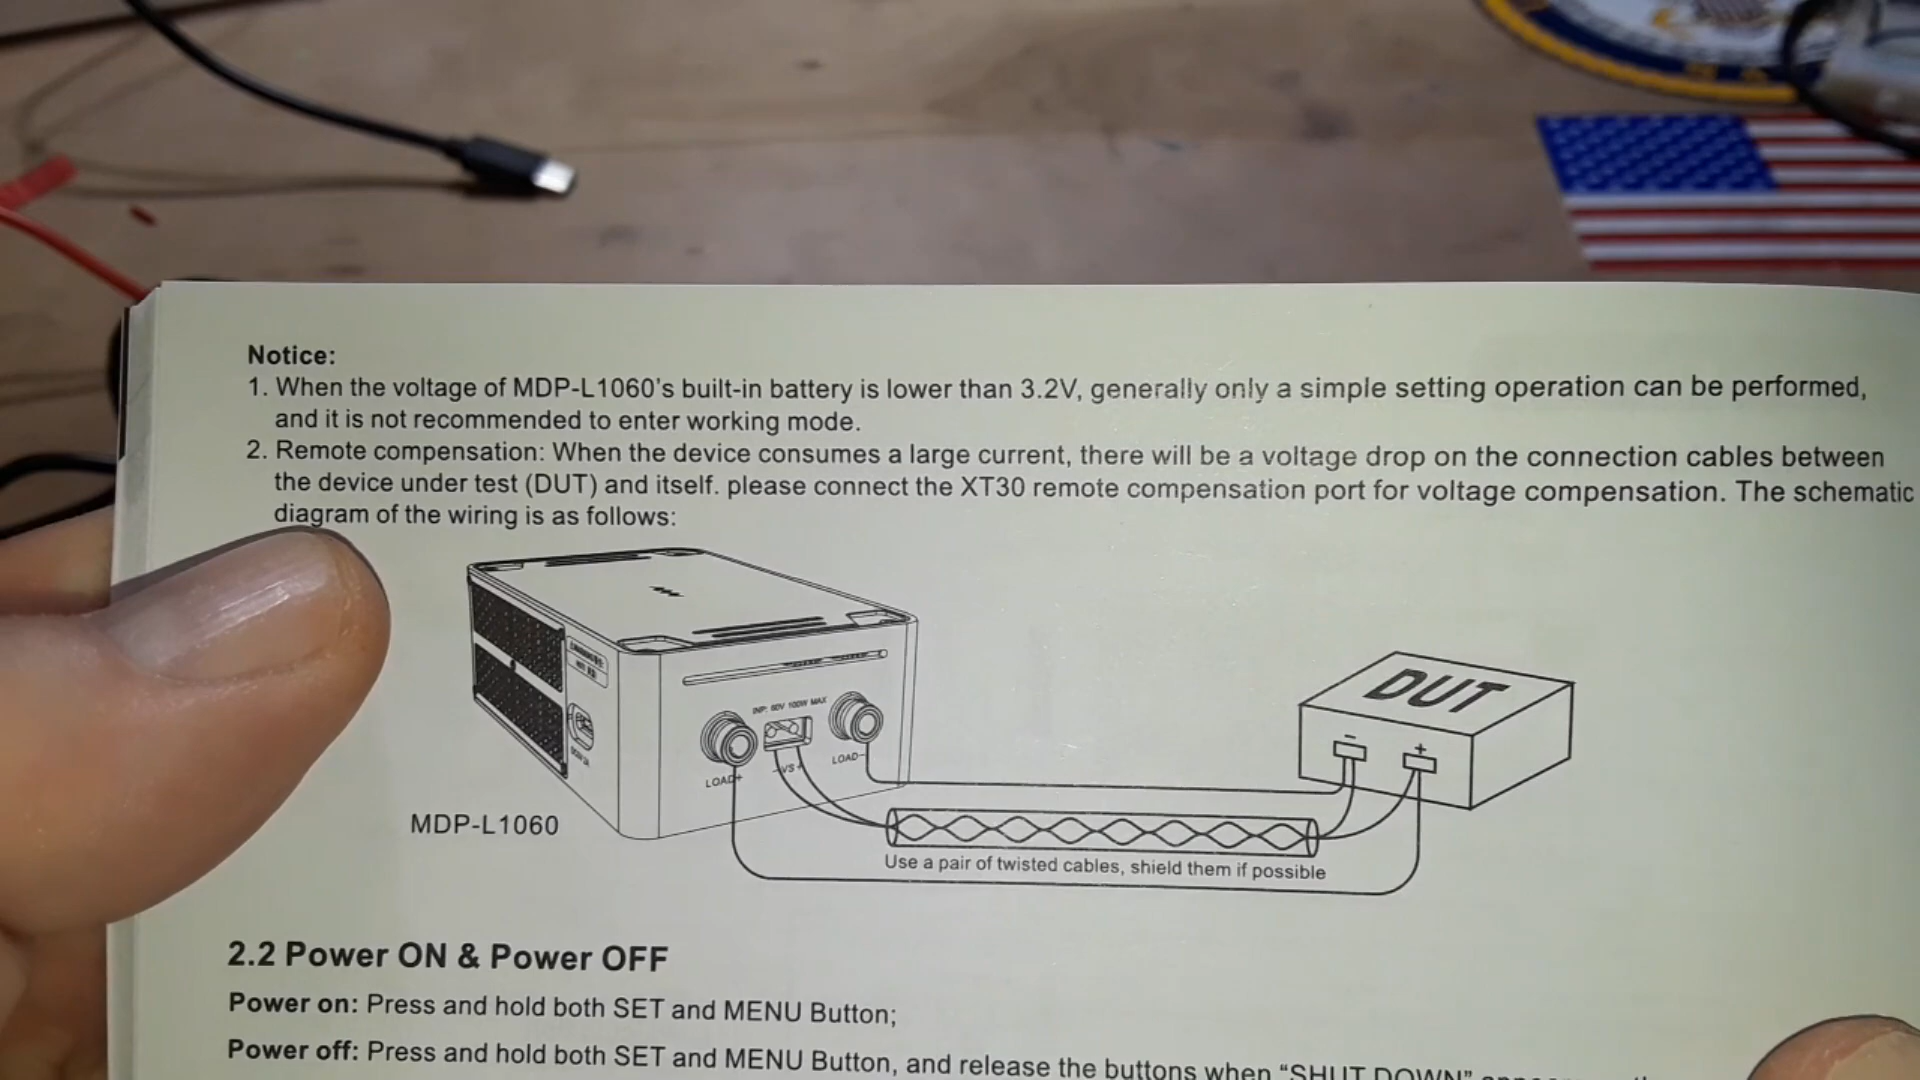 Notice:
1. When the voltage of MDP-L1060's built-in battery is lower than 3.2V, generally only a simple setting operation can be performed,
and it is not recommended to enter working mode.
2. Remote compensation: When the device consumes a large current, there will be a voltage drop on the connection cables between
the device under test (DUT) and itself. please connect the XT30 remote compensation port for voltage compensation. The schematic
diagram of the wiring is as follows:
DUT
- +
INP: 60V 100W MAX
LOAD+
-VS+
LOAD-
MDP-L1060
Use a pair of twisted cables, shield them if possible
2.2 Power ON & Power OFF
Power on: Press and hold both SET and MENU Button;
Power off: Press and hold both SET and MENU Button, and release the buttons when "SHUT DOWN"